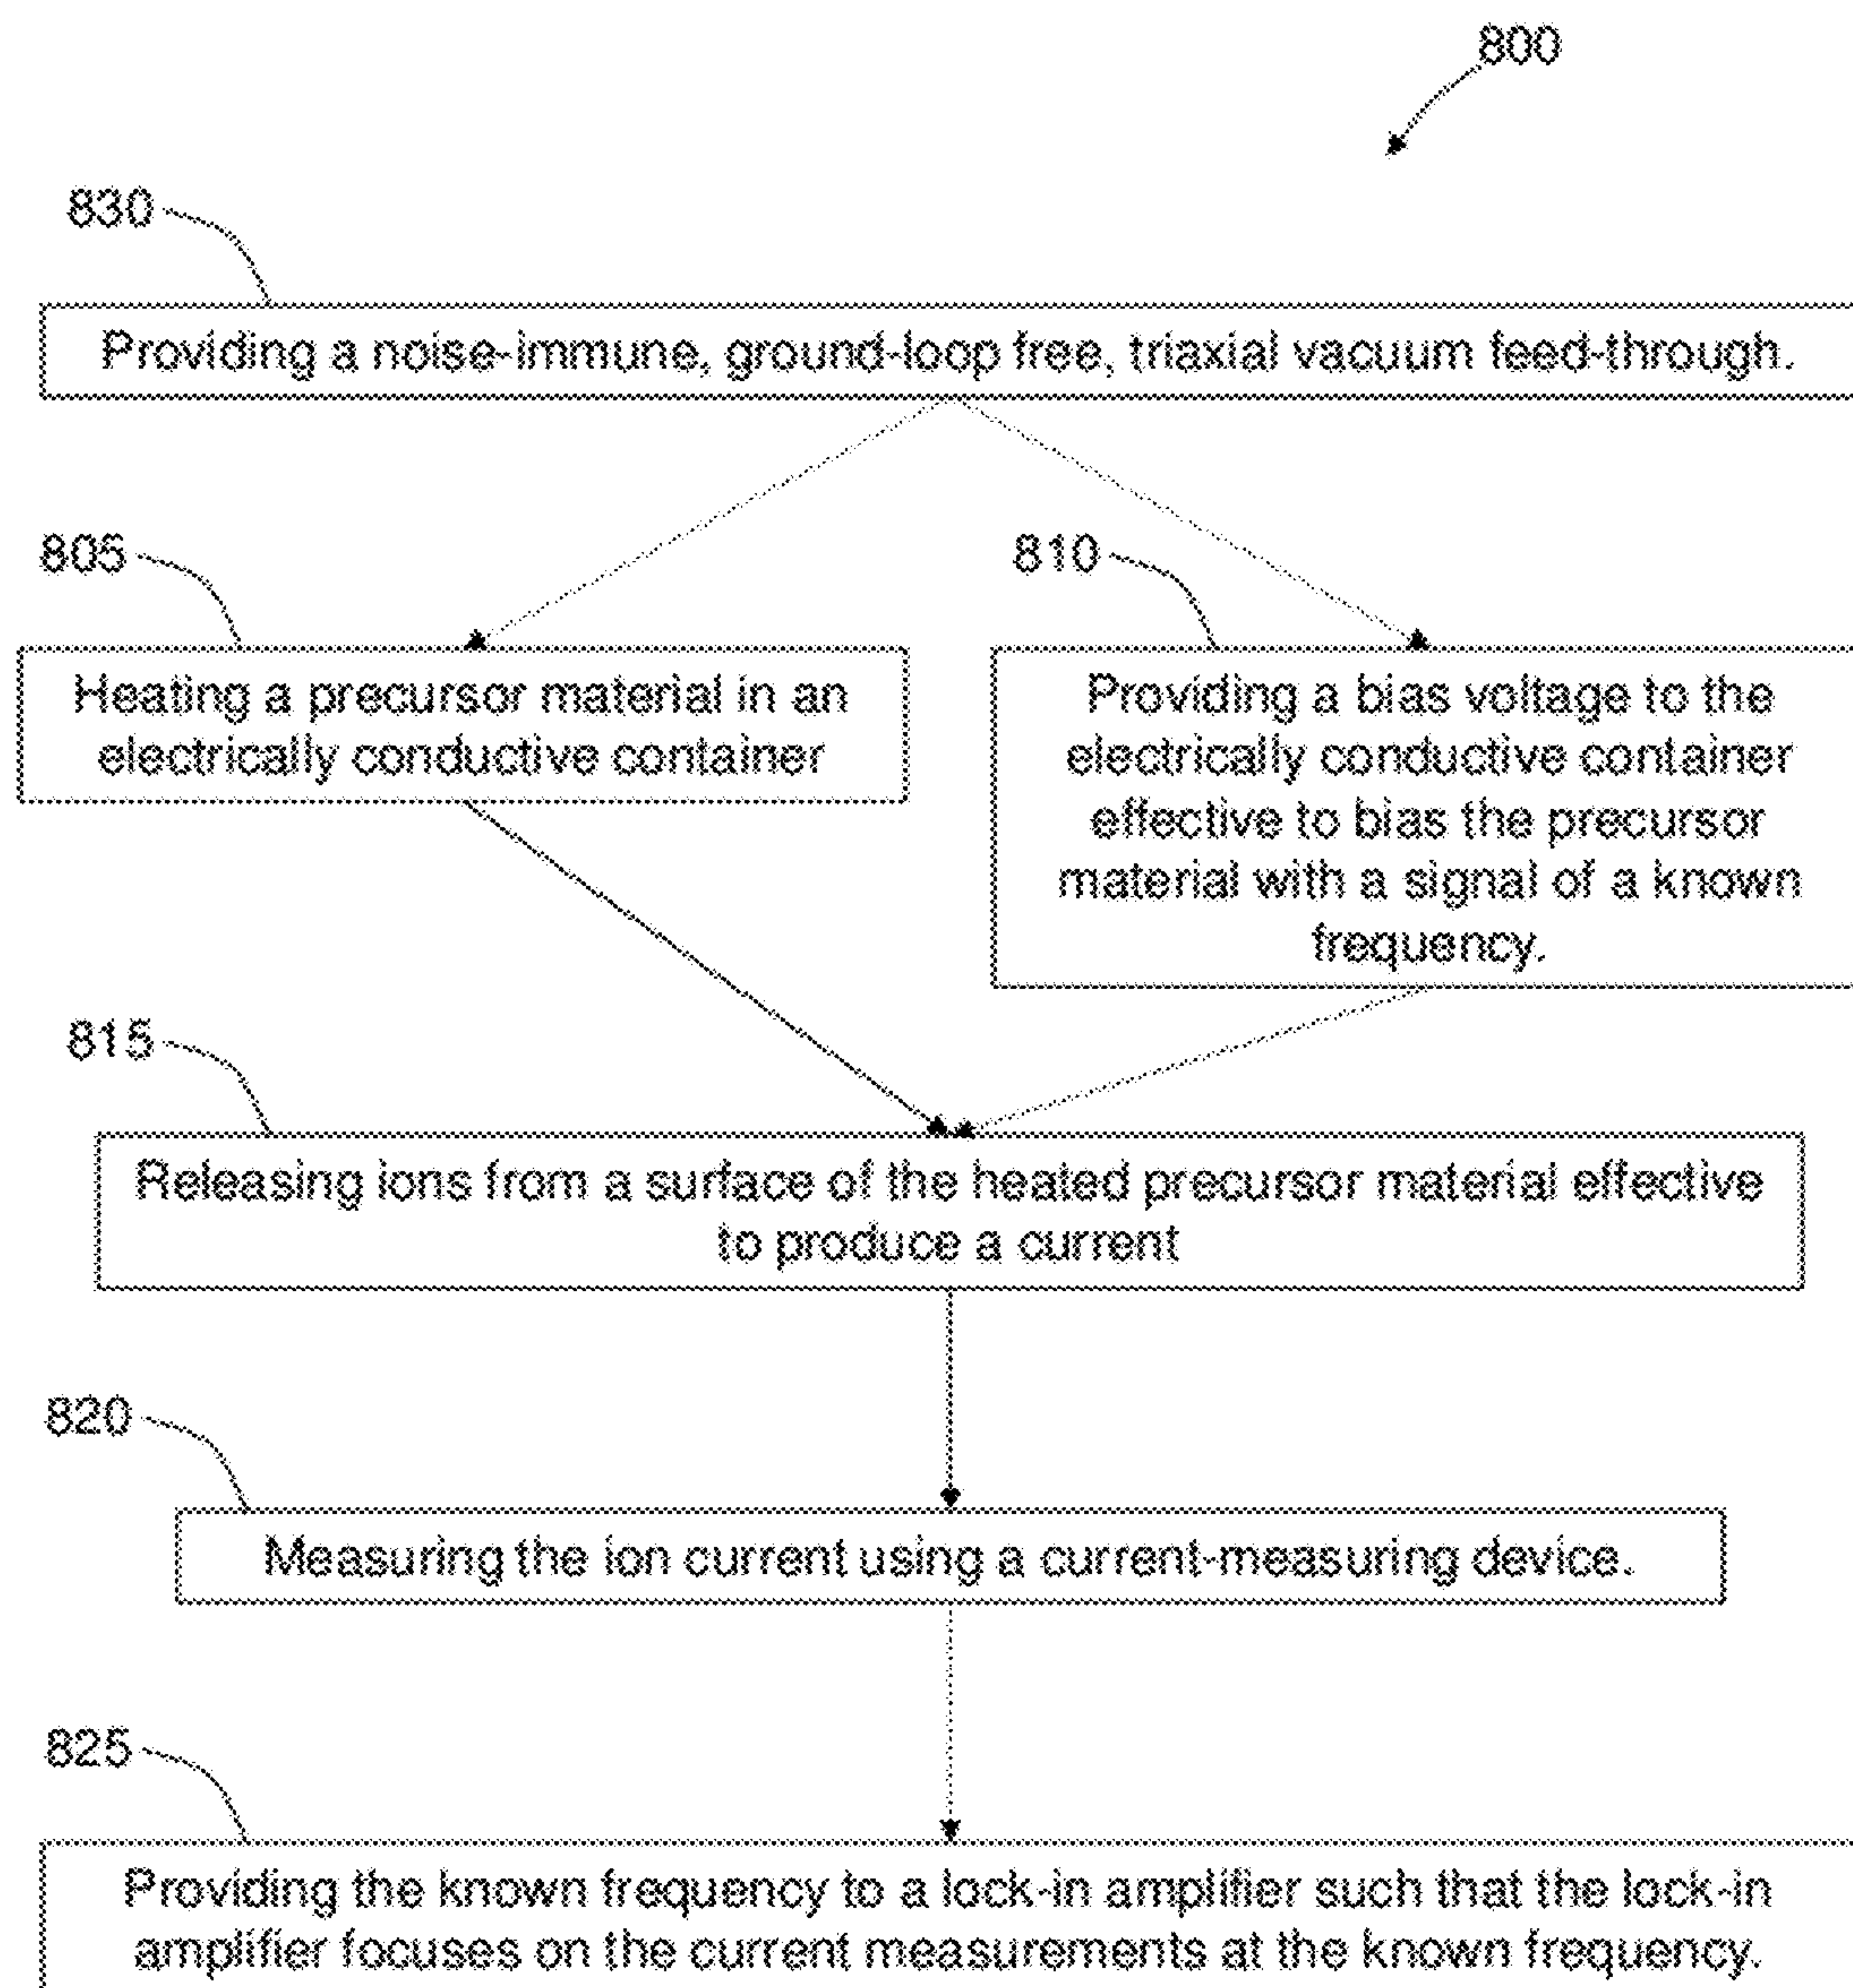 800
830
Providing a noise-immune, ground-loop free, triaxial vacuum feed-through.
805
Heating a precursor material in an
electrically conductive container
810
Providing a bias voltage to the
electrically conductive container
effective to bias the precursor
material with a signal of a known
frequency.
815
Releasing ions from a surface of the heated precursor material effective
to produce a current
820
Measuring the ion current using a current-measuring device.
825
Providing the known frequency to a lock-in amplifier such that the lock-in
amplifier focuses on the current measurements at the known frequency.